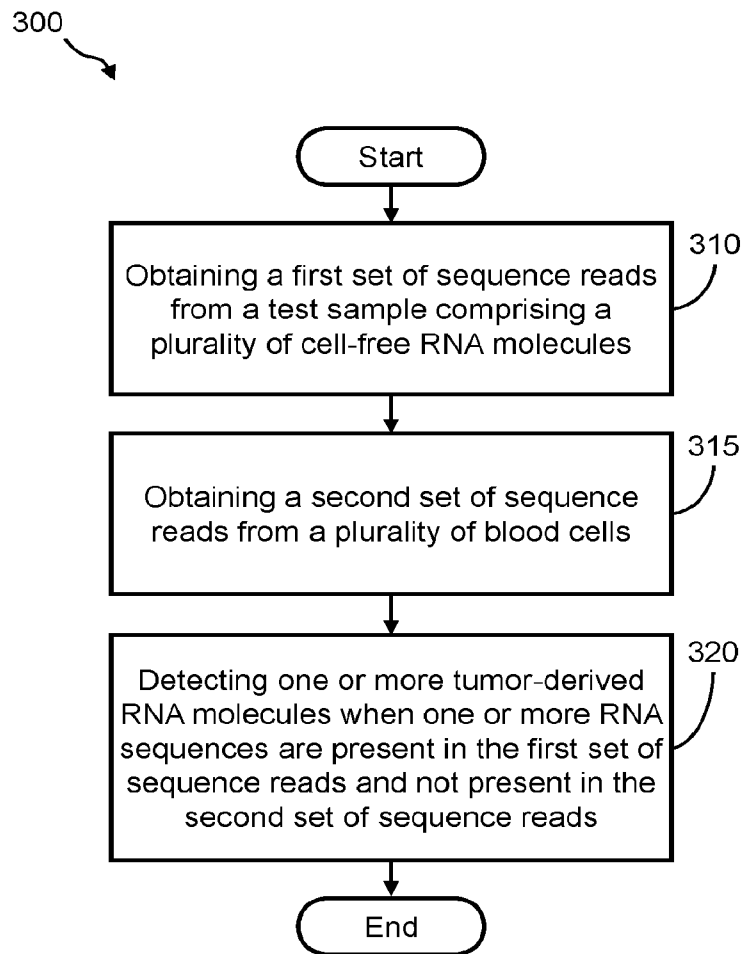 300
Start
310
Obtaining a first set of sequence reads
from a test sample comprising a
plurality of cell-free RNA molecules
315
Obtaining a second set of sequence
reads from a plurality of blood cells
320
Detecting one or more tumor-derived
RNA molecules when one or more RNA
sequences are present in the first set of
sequence reads and not present in the
second set of sequence reads
End